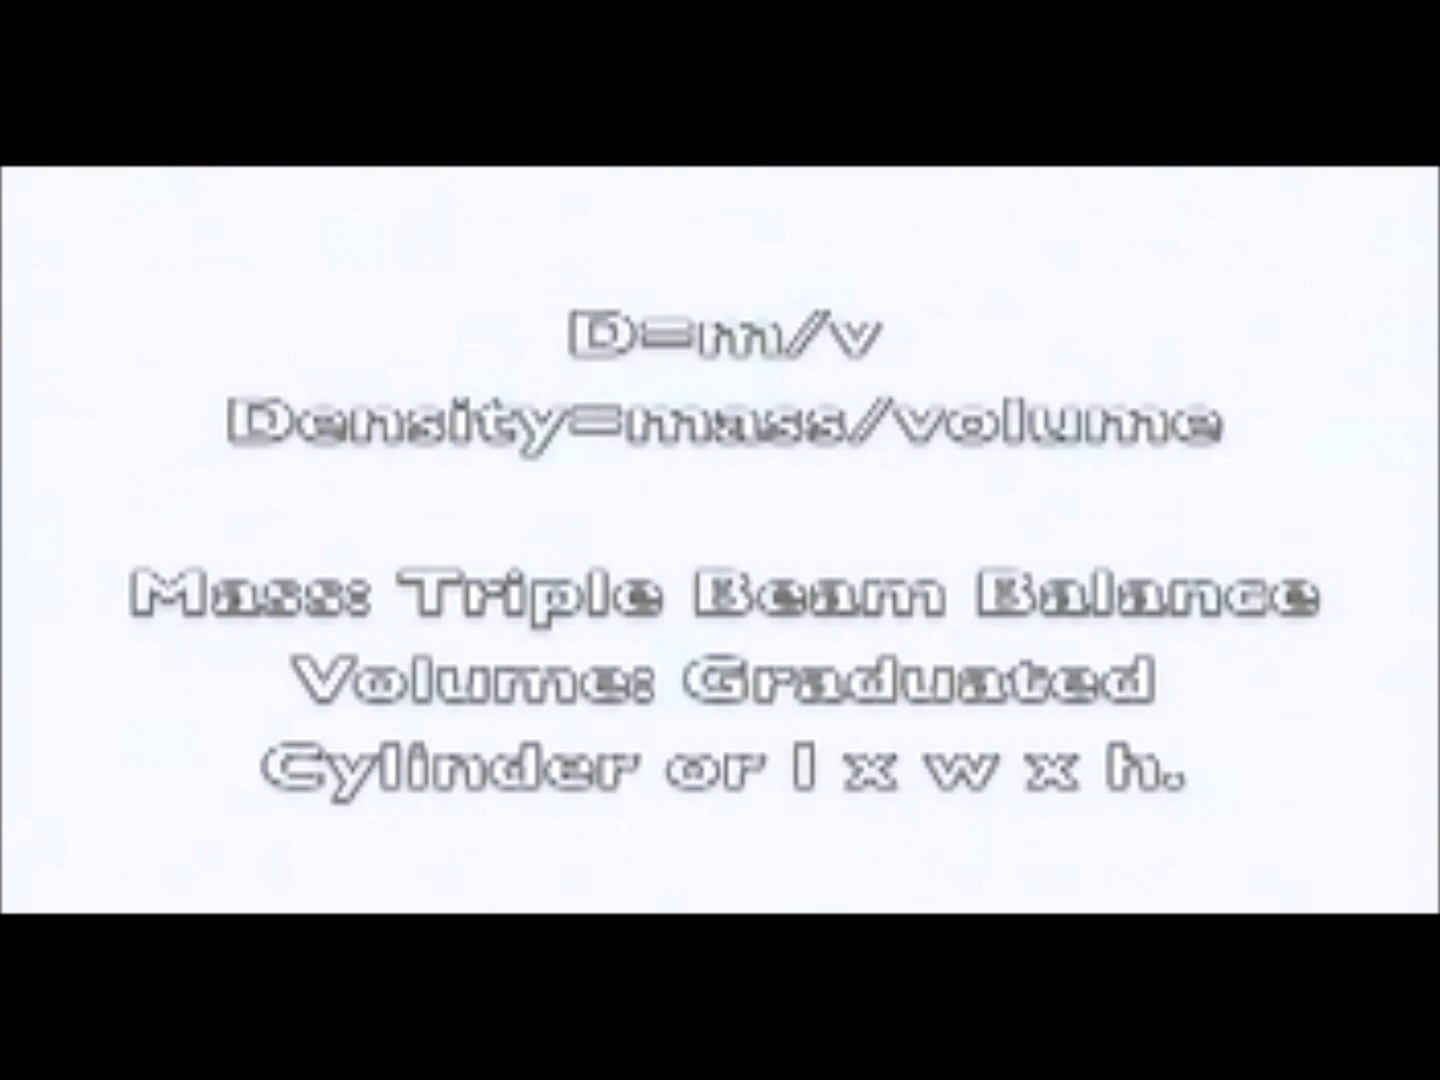 D=m/v
Density=mass/volume
Mass: Triple Beam Balance
Volume: Graduated
Cylinder or l x w x h.